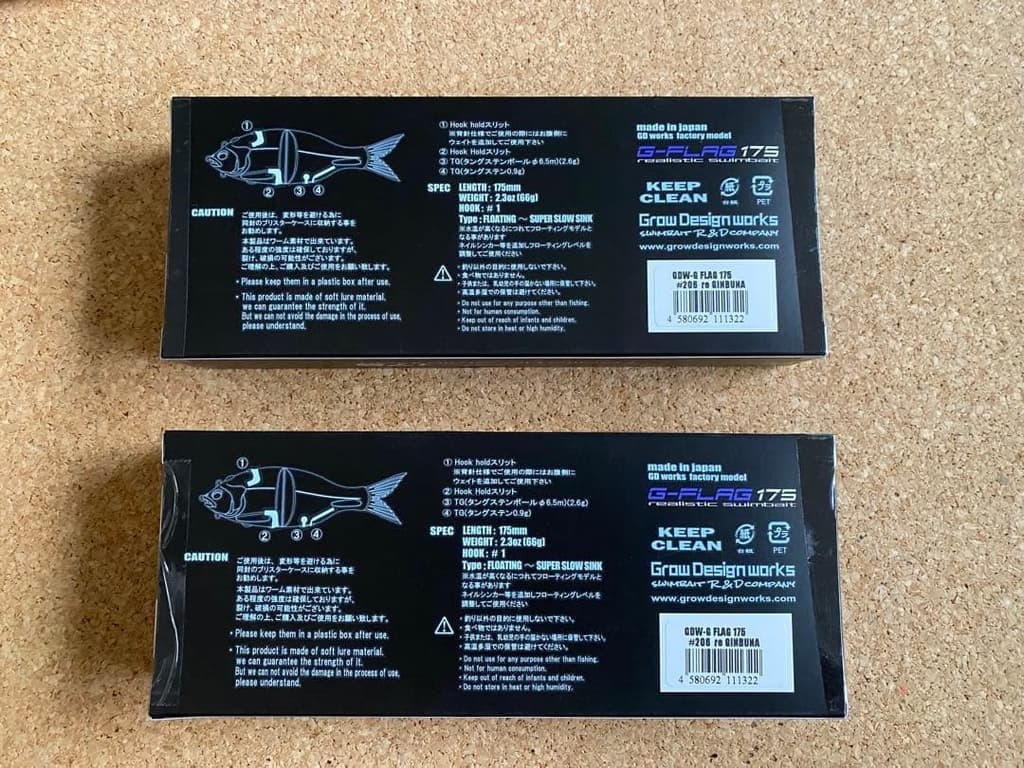 ①
② ③ ④
CAUTION
ご使用後は、変形等を避ける為に
同封のブリスターケースに収納する事を
お勧めします。
本製品はワーム素材で出来ています。
ある程度の強度は確保しておりますが、
裂け、破損の可能性がございます。
ご理解の上、ご購入及びご使用をお願い致します。
・Please keep them in a plastic box after use.
・This product is made of soft lure material.
we can guarantee the strength of it.
But we can not avoid the damage in the process of use,
please understand.
① Hook holdスリット
※背針仕様でご使用の際にはお腹側に
ウェイトを追加してご使用下さい
② Hook Holdスリット
③ TG(タングステンボールφ6.5m)(2.6g)
④ TG(タングステン0.9g)
SPEC LENGTH : 175mm
WEIGHT : 2.3oz(66g)
HOOK : # 1
Type : FLOATING ～ SUPER SLOW SINK
※水温が高くなるにつれてフローティングモデルと
なる事があります
ネイルシンカー等を追加しフローティングレベルを
調整してご使用ください
・釣り以外の目的に使用しないで下さい。
・食べ物ではありません。
・子供または、乳幼児の手の届かない場所に保管して下さい。
・高温多湿での保管は避けてください。
・Do not use for any purpose other than fishing.
・Not for human consumption.
・Keep out of reach of infants and children.
・Do not store in heat or high humidity.
made in japan
GD works factory model
G-FLAG 175
realistic swimbait
KEEP
CLEAN
紙
台紙
プラ
PET
Grow Design works
SWIMBAIT R&D COMPANY
www.growdesignworks.com
GDW-G FLAG 175
#206 re GINBUNA
4 580692 111322
①
② ③ ④
CAUTION
ご使用後は、変形等を避ける為に
同封のブリスターケースに収納する事を
お勧めします。
本製品はワーム素材で出来ています。
ある程度の強度は確保しておりますが、
裂け、破損の可能性がございます。
ご理解の上、ご購入及びご使用をお願い致します。
・Please keep them in a plastic box after use.
・This product is made of soft lure material.
we can guarantee the strength of it.
But we can not avoid the damage in the process of use,
please understand.
① Hook holdスリット
※背針仕様でご使用の際にはお腹側に
ウェイトを追加してご使用下さい
② Hook Holdスリット
③ TG(タングステンボールφ6.5m)(2.6g)
④ TG(タングステン0.9g)
SPEC LENGTH : 175mm
WEIGHT : 2.3oz(66g)
HOOK : # 1
Type : FLOATING ～ SUPER SLOW SINK
※水温が高くなるにつれてフローティングモデルと
なる事があります
ネイルシンカー等を追加しフローティングレベルを
調整してご使用ください
・釣り以外の目的に使用しないで下さい。
・食べ物ではありません。
・子供または、乳幼児の手の届かない場所に保管して下さい。
・高温多湿での保管は避けてください。
・Do not use for any purpose other than fishing.
・Not for human consumption.
・Keep out of reach of infants and children.
・Do not store in heat or high humidity.
made in japan
GD works factory model
G-FLAG 175
realistic swimbait
KEEP
CLEAN
紙
台紙
プラ
PET
Grow Design works
SWIMBAIT R&D COMPANY
www.growdesignworks.com
GDW-G FLAG 175
#206 re GINBUNA
4 580692 111322